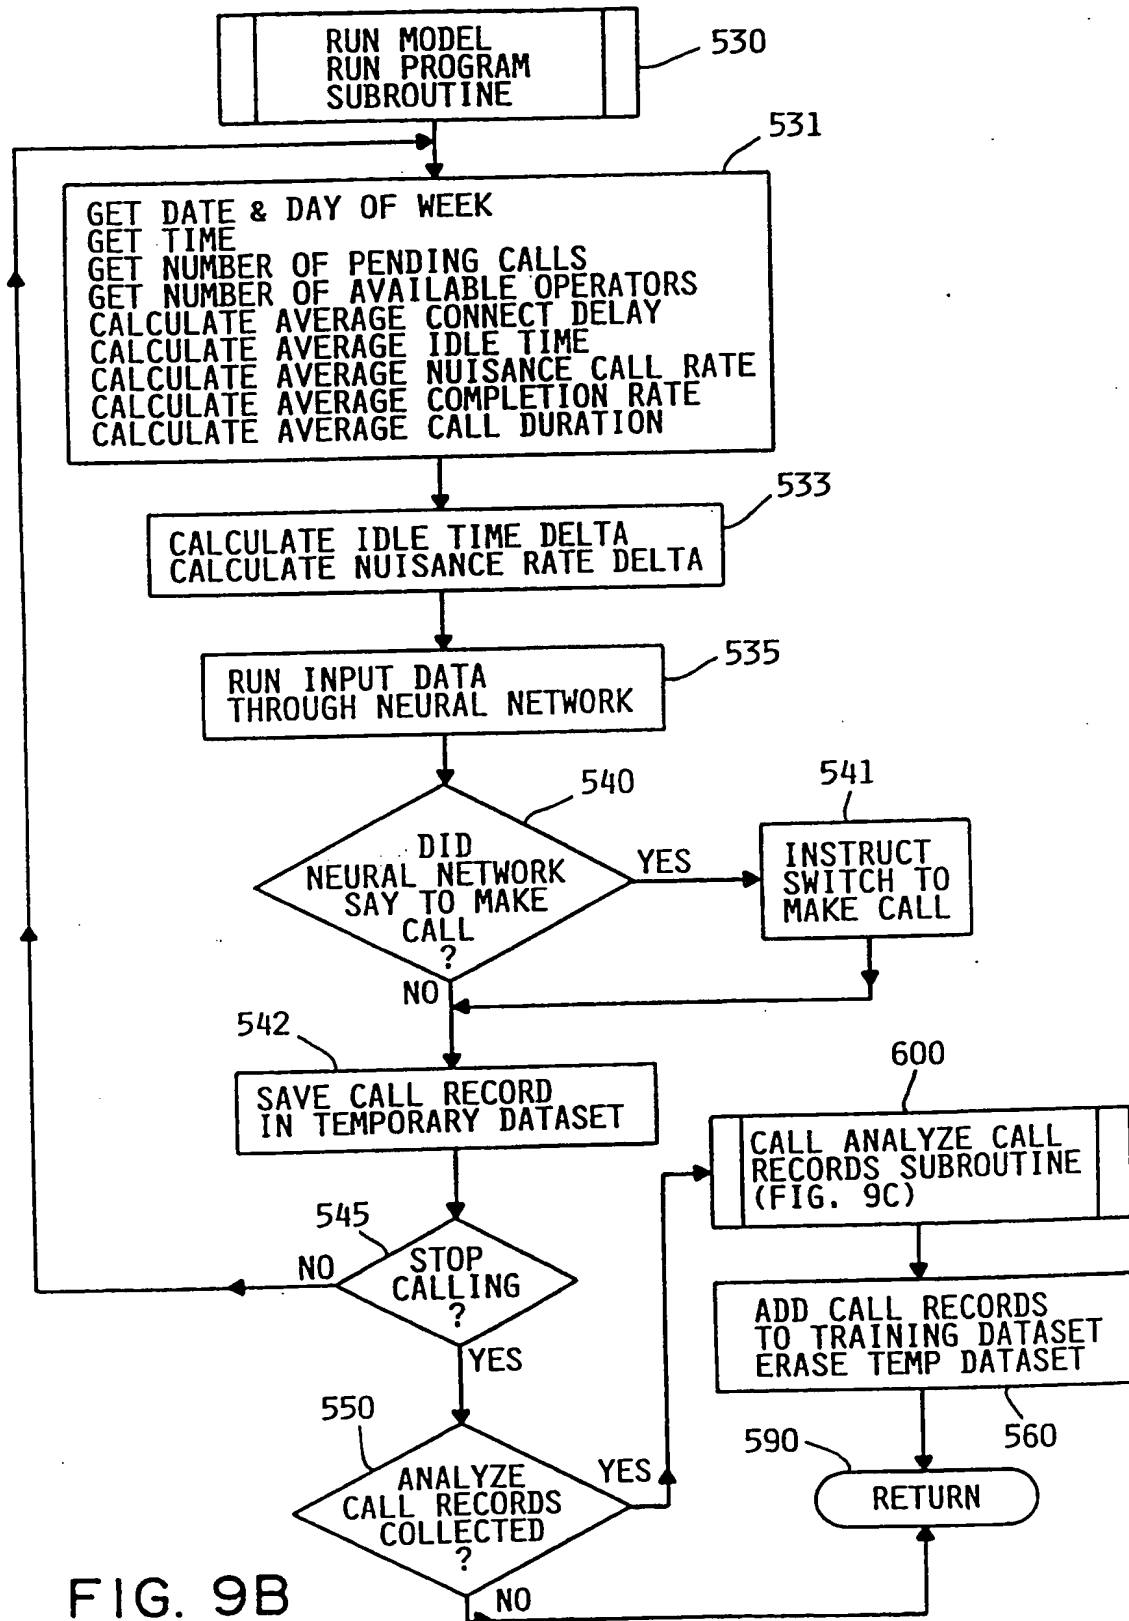 RUN MODEL
RUN PROGRAM
SUBROUTINE
530
531
GET DATE & DAY OF WEEK
GET TIME
GET NUMBER OF PENDING CALLS
GET NUMBER OF AVAILABLE OPERATORS
CALCULATE AVERAGE CONNECT DELAY
CALCULATE AVERAGE IDLE TIME
CALCULATE AVERAGE NUISANCE CALL RATE
CALCULATE AVERAGE COMPLETION RATE
CALCULATE AVERAGE CALL DURATION
533
CALCULATE IDLE TIME DELTA
CALCULATE NUISANCE RATE DELTA
535
RUN INPUT DATA
THROUGH NEURAL NETWORK
540
DID
NEURAL NETWORK
SAY TO MAKE
CALL
?
YES
541
INSTRUCT
SWITCH TO
MAKE CALL
NO
542
SAVE CALL RECORD
IN TEMPORARY DATASET
545
STOP
CALLING
?
NO
YES
550
ANALYZE
CALL RECORDS
COLLECTED
?
YES
NO
600
CALL ANALYZE CALL
RECORDS SUBROUTINE
(FIG. 9C)
ADD CALL RECORDS
TO TRAINING DATASET
ERASE TEMP DATASET
560
590
RETURN
FIG. 9B